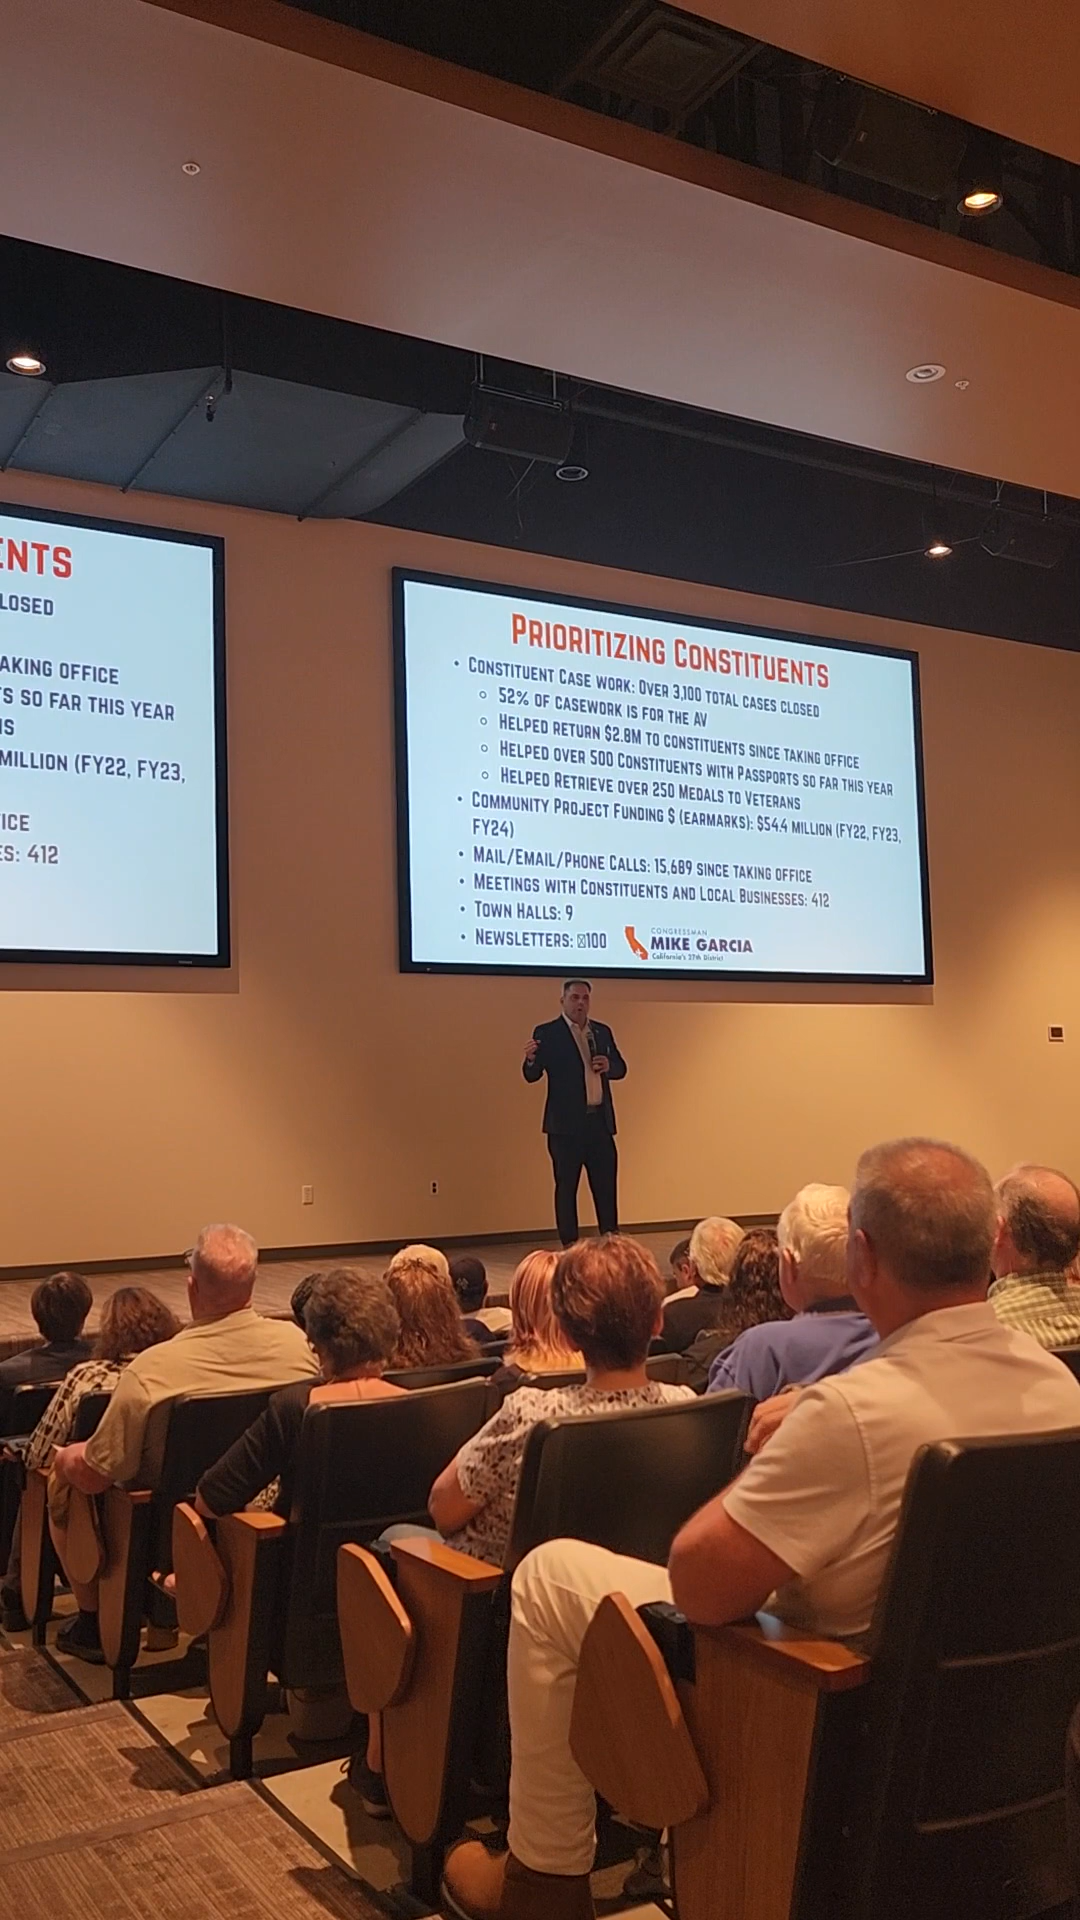 ENTS
LOSED
AKING OFFICE
TS SO FAR THIS YEAR
NS
MILLION (FY22, FY23,
ICE
ES: 412
PRIORITIZING CONSTITUENTS
• CONSTITUENT CASE WORK: OVER 3,100 TOTAL CASES CLOSED
○ 52% OF CASEWORK IS FOR THE AV
○ HELPED RETURN $2.8M TO CONSTITUENTS SINCE TAKING OFFICE
○ HELPED OVER 500 CONSTITUENTS WITH PASSPORTS SO FAR THIS YEAR
○ HELPED RETRIEVE OVER 250 MEDALS TO VETERANS
• COMMUNITY PROJECT FUNDING $ (EARMARKS): $54.4 MILLION (FY22, FY23,
FY24)
• MAIL/EMAIL/PHONE CALLS: 15,689 SINCE TAKING OFFICE
• MEETINGS WITH CONSTITUENTS AND LOCAL BUSINESSES: 412
• TOWN HALLS: 9
• NEWSLETTERS: 100
CONGRESSMAN
MIKE GARCIA
California's 27th District